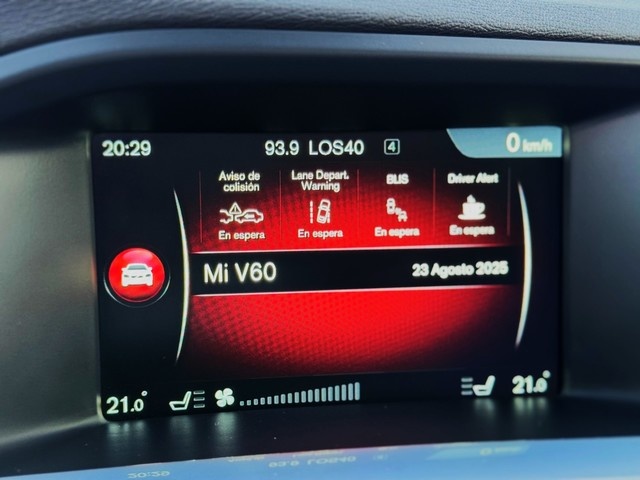 20:29 93.9 LOS40 4 0 km/h
Aviso de colisión
Lane Depart. Warning
BLIS
Driver Alert
En espera En espera En espera En espera
Mi V60 23 Agosto 2025
21.0° 21.0°